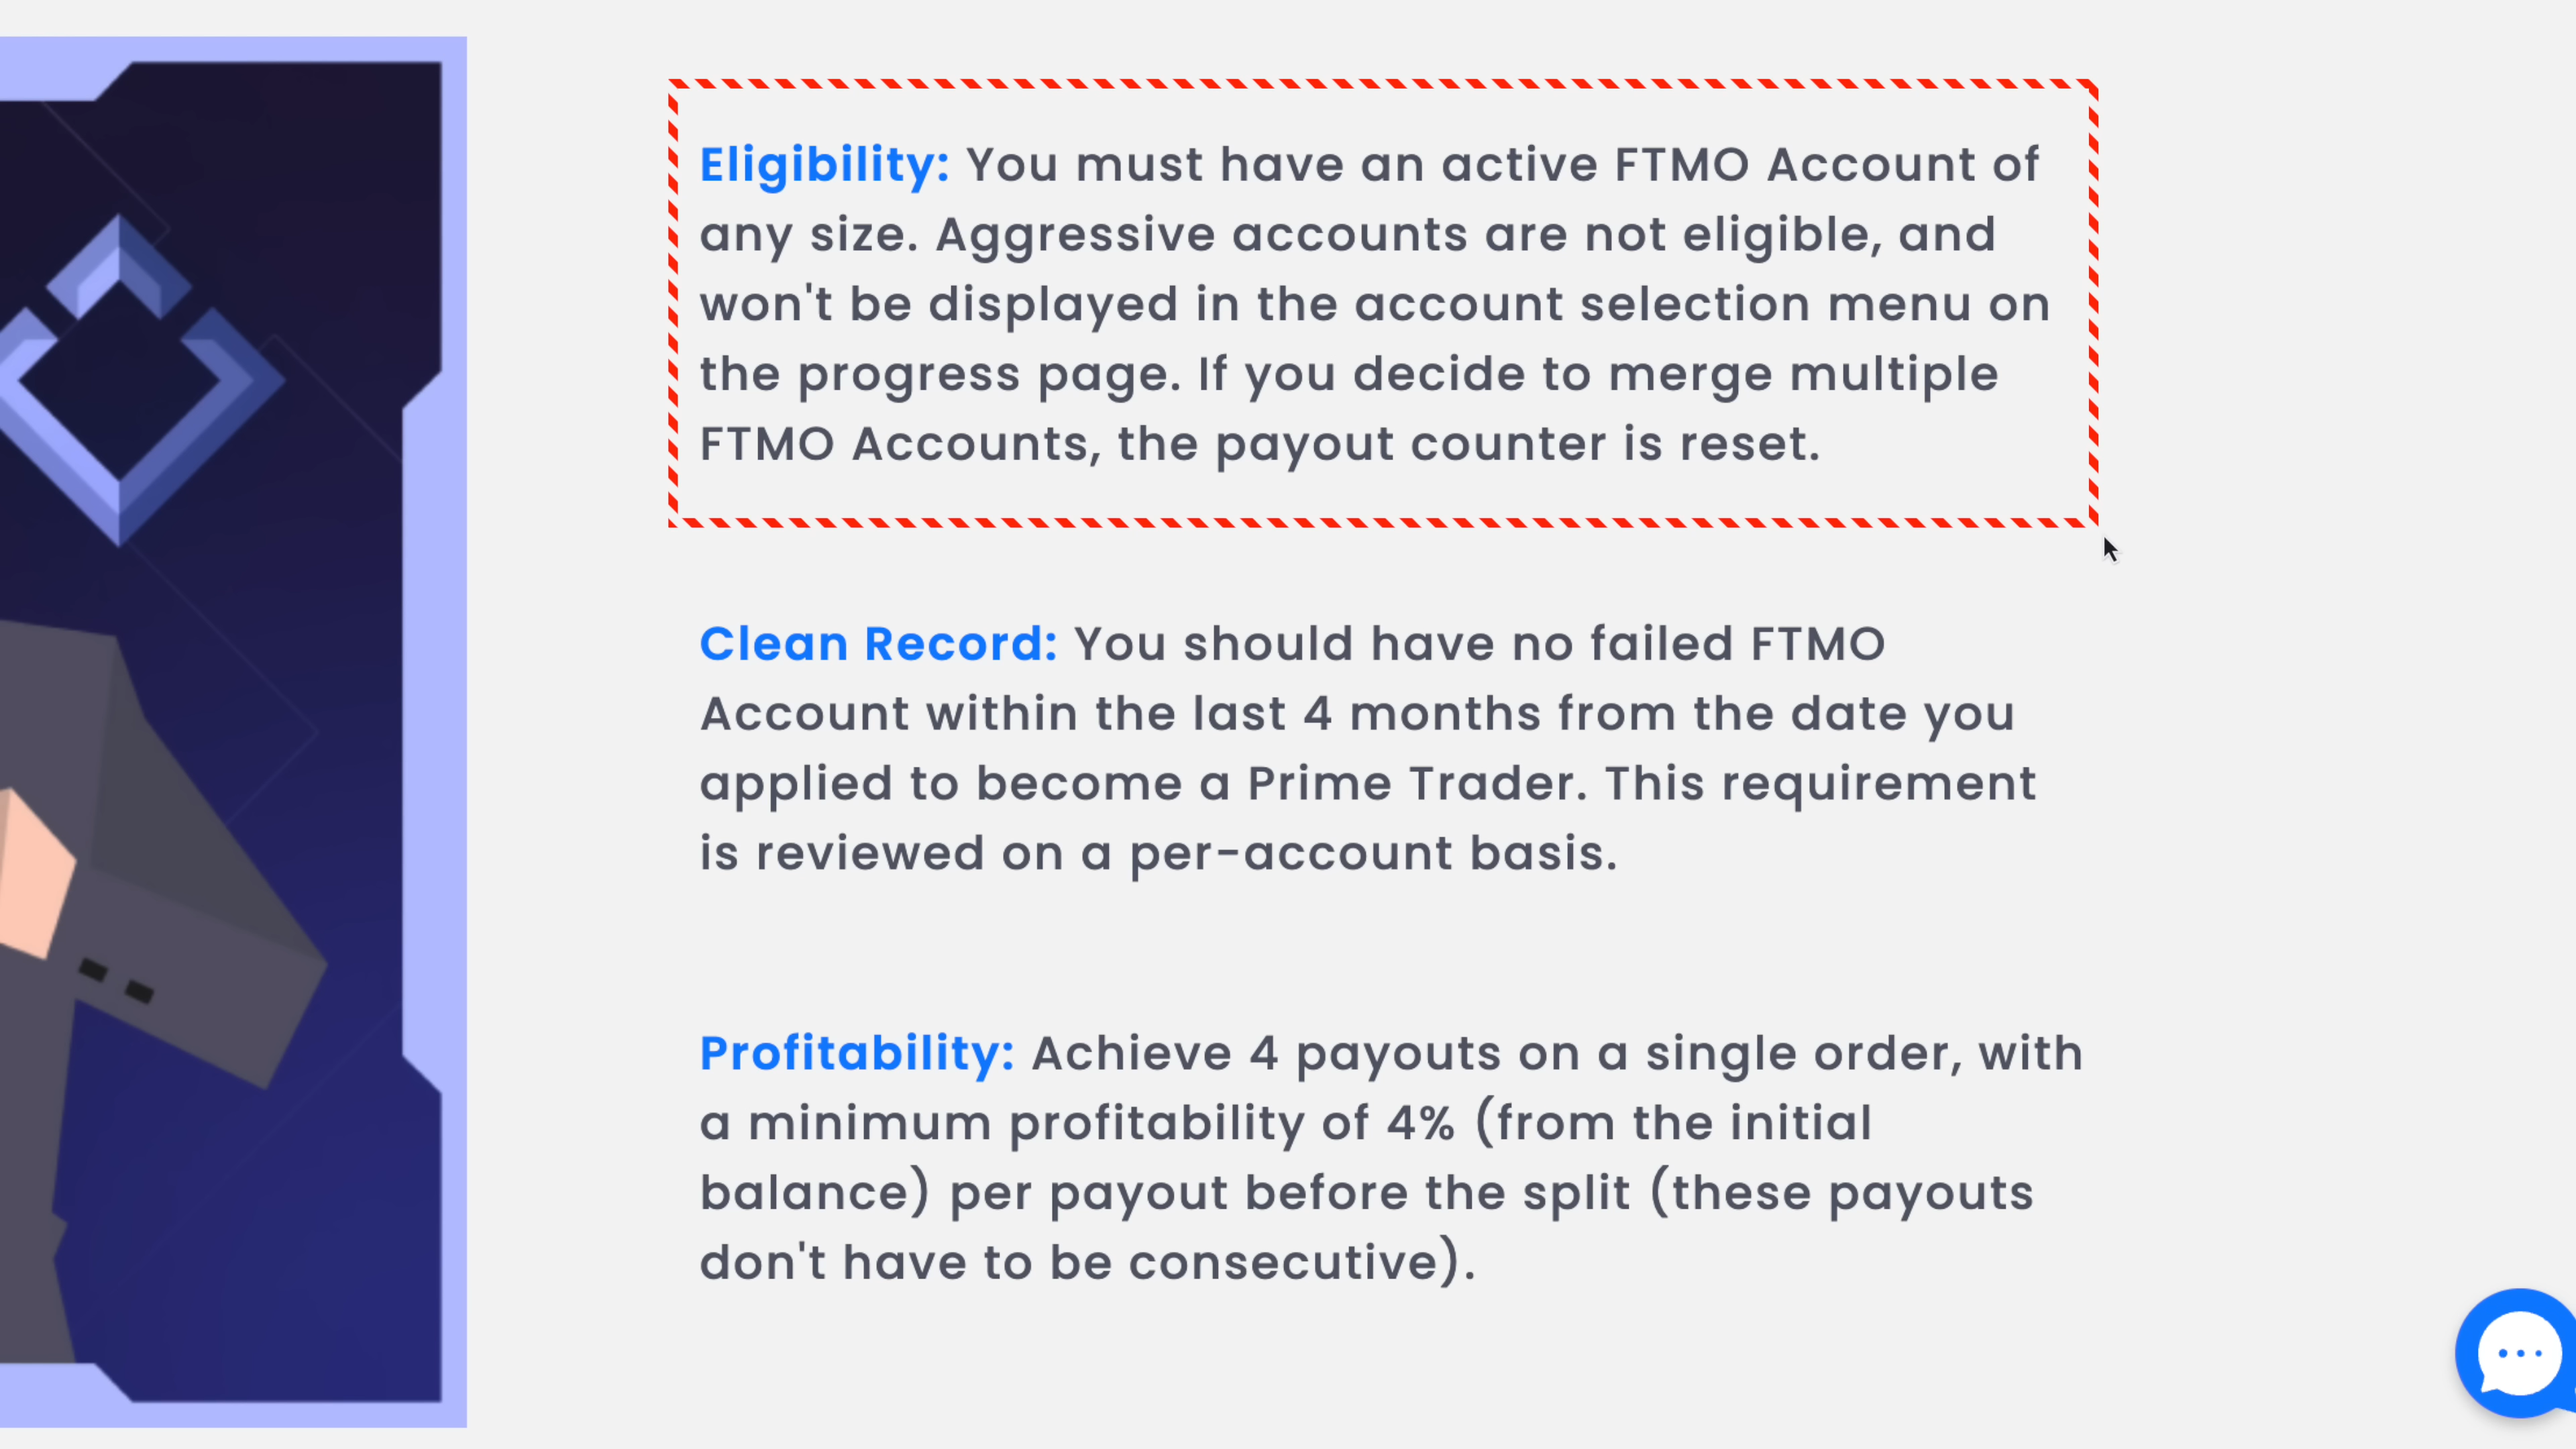 Eligibility: You must have an active FTMO Account of
any size. Aggressive accounts are not eligible, and
won't be displayed in the account selection menu on
the progress page. If you decide to merge multiple
FTMO Accounts, the payout counter is reset.
Clean Record: You should have no failed FTMO
Account within the last 4 months from the date you
applied to become a Prime Trader. This requirement
is reviewed on a per-account basis.
Profitability: Achieve 4 payouts on a single order, with
a minimum profitability of 4% (from the initial
balance) per payout before the split (these payouts
don't have to be consecutive).